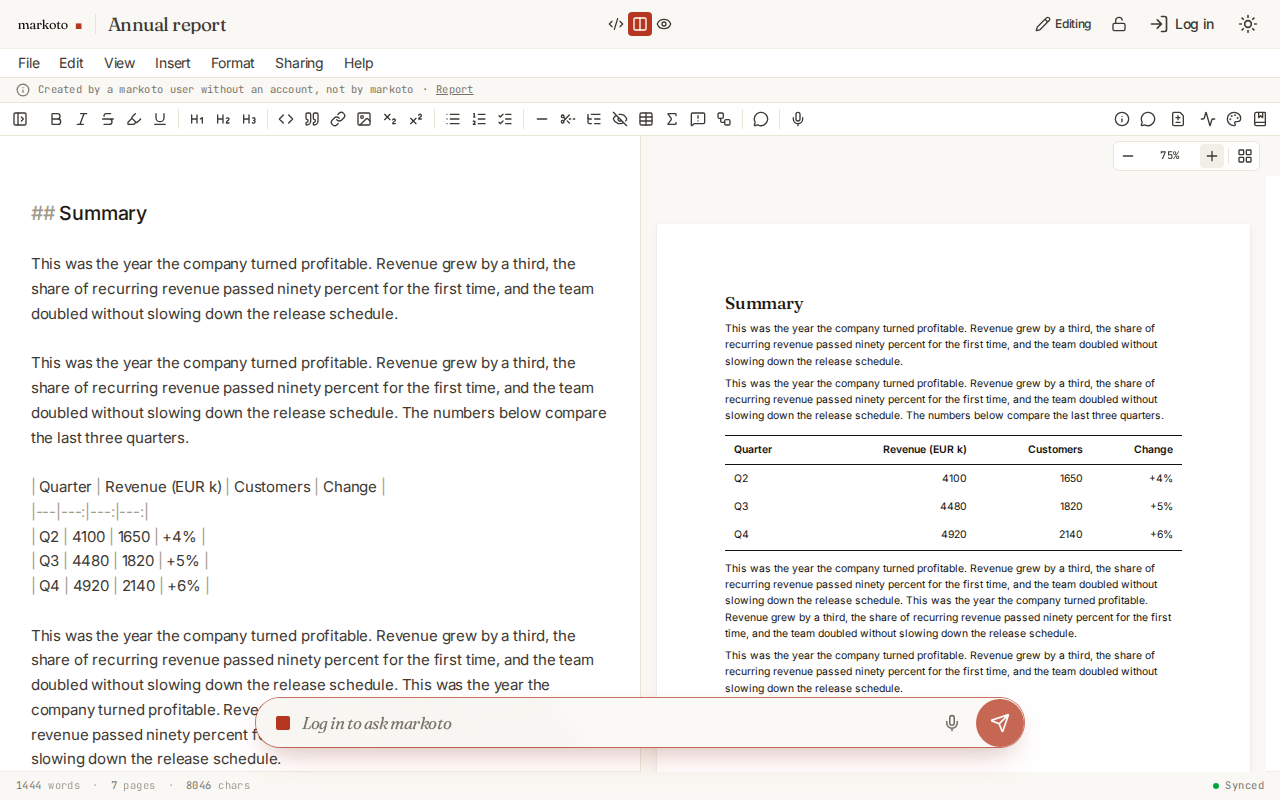 markoto
Annual report
Editing
Log in
File Edit View Insert Format Sharing Help
Created by a markoto user without an account, not by markoto · Report
H1 H2 H3
X2 X2
75%
## Summary
This was the year the company turned profitable. Revenue grew by a third, the
share of recurring revenue passed ninety percent for the first time, and the team
doubled without slowing down the release schedule.
This was the year the company turned profitable. Revenue grew by a third, the
share of recurring revenue passed ninety percent for the first time, and the team
doubled without slowing down the release schedule. The numbers below compare
the last three quarters.
| Quarter | Revenue (EUR k) | Customers | Change |
|---|---:|---:|---:|
| Q2 | 4100 | 1650 | +4% |
| Q3 | 4480 | 1820 | +5% |
| Q4 | 4920 | 2140 | +6% |
This was the year the company turned profitable. Revenue grew by a third, the
share of recurring revenue passed ninety percent for the first time, and the team
doubled without slowing down the release schedule. This was the year the
company turned profitable.
revenue passed ninety percent
slowing down the release schedule.
Summary
This was the year the company turned profitable. Revenue grew by a third, the share of
recurring revenue passed ninety percent for the first time, and the team doubled without
slowing down the release schedule.
This was the year the company turned profitable. Revenue grew by a third, the share of
recurring revenue passed ninety percent for the first time, and the team doubled without
slowing down the release schedule. The numbers below compare the last three quarters.
Quarter Revenue (EUR k) Customers Change
Q2 4100 1650 +4%
Q3 4480 1820 +5%
Q4 4920 2140 +6%
This was the year the company turned profitable. Revenue grew by a third, the share of
recurring revenue passed ninety percent for the first time, and the team doubled without
slowing down the release schedule. This was the year the company turned profitable.
Revenue grew by a third, the share of recurring revenue passed ninety percent for the first
time, and the team doubled without slowing down the release schedule.
This was the year the company turned profitable. Revenue grew by a third, the share of
recurring revenue passed ninety percent for the first time, and the team doubled without
slowing down the release schedule.
Log in to ask markoto
1444 words · 7 pages · 8046 chars
Synced